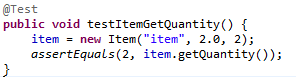 @Test
public void testItemGetQuantity() {
    item = new Item("item", 2.0, 2);
    assertEquals(2, item.getQuantity());
}